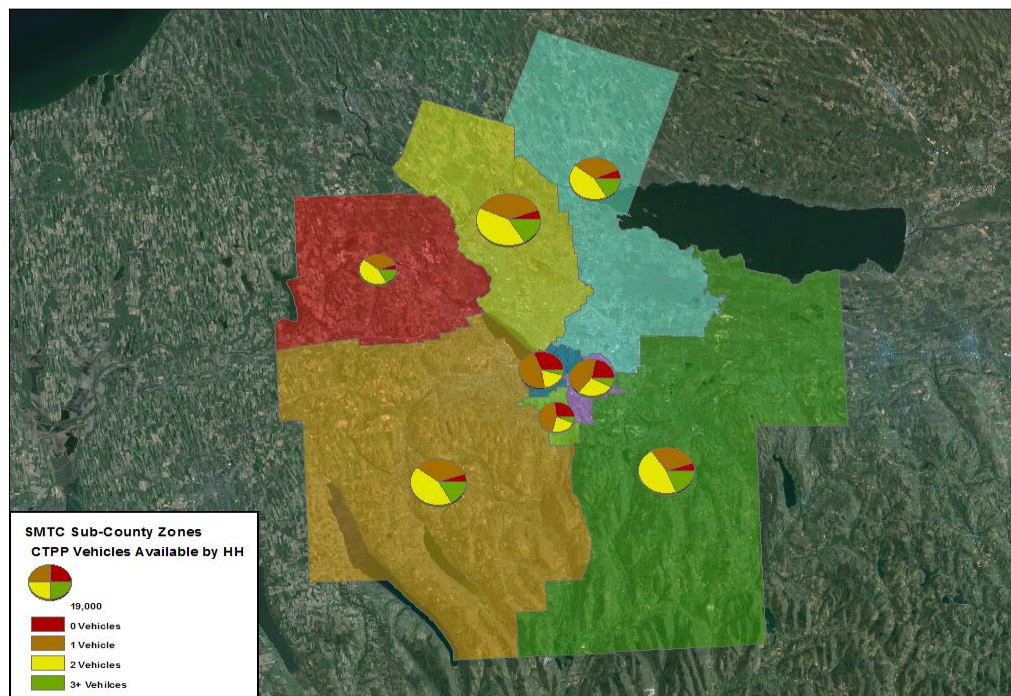 SMTC Sub-County Zones
CTPP Vehicles Available by HH
19,000
0 Vehicles
1 Vehicle
2 Vehicles
3+ Vehilces